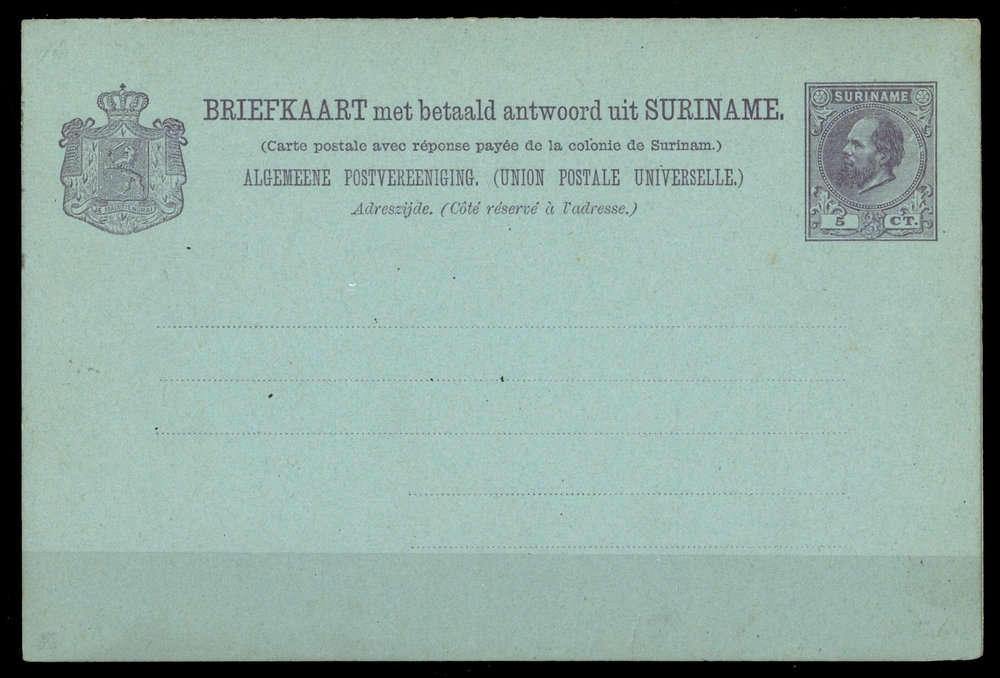 BRIEFKAART met betaald antwoord uit SURINAME.
(Carte postale avec réponse payée de la colonie de Surinam.)
ALGEMEENE POSTVEREENIGING. (UNION POSTALE UNIVERSELLE.)
Adreszijde. (Côté réservé à l'adresse.)
SURINAME
5 CT.